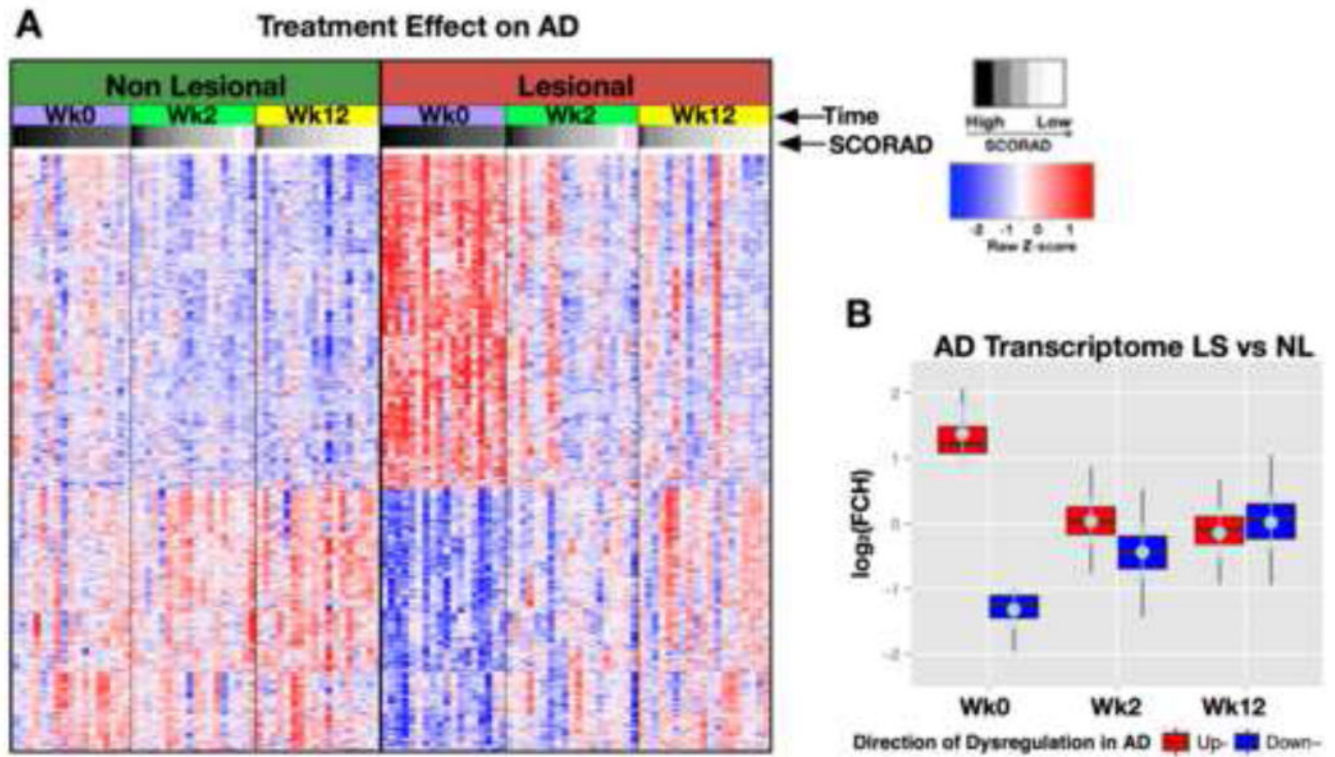 A
Treatment Effect on AD
Non Lesional
Lesional
Wk0
Wk2
Wk12
Wk0
Wk2
Wk12
Time
SCORAD
High
Low
SCORAD
-2 -1 0 1
Raw Z-score
B
AD Transcriptome LS vs NL
log₂(FCH)
2
1
0
-1
-2
Wk0
Wk2
Wk12
Direction of Dysregulation in AD
Up-
Down-